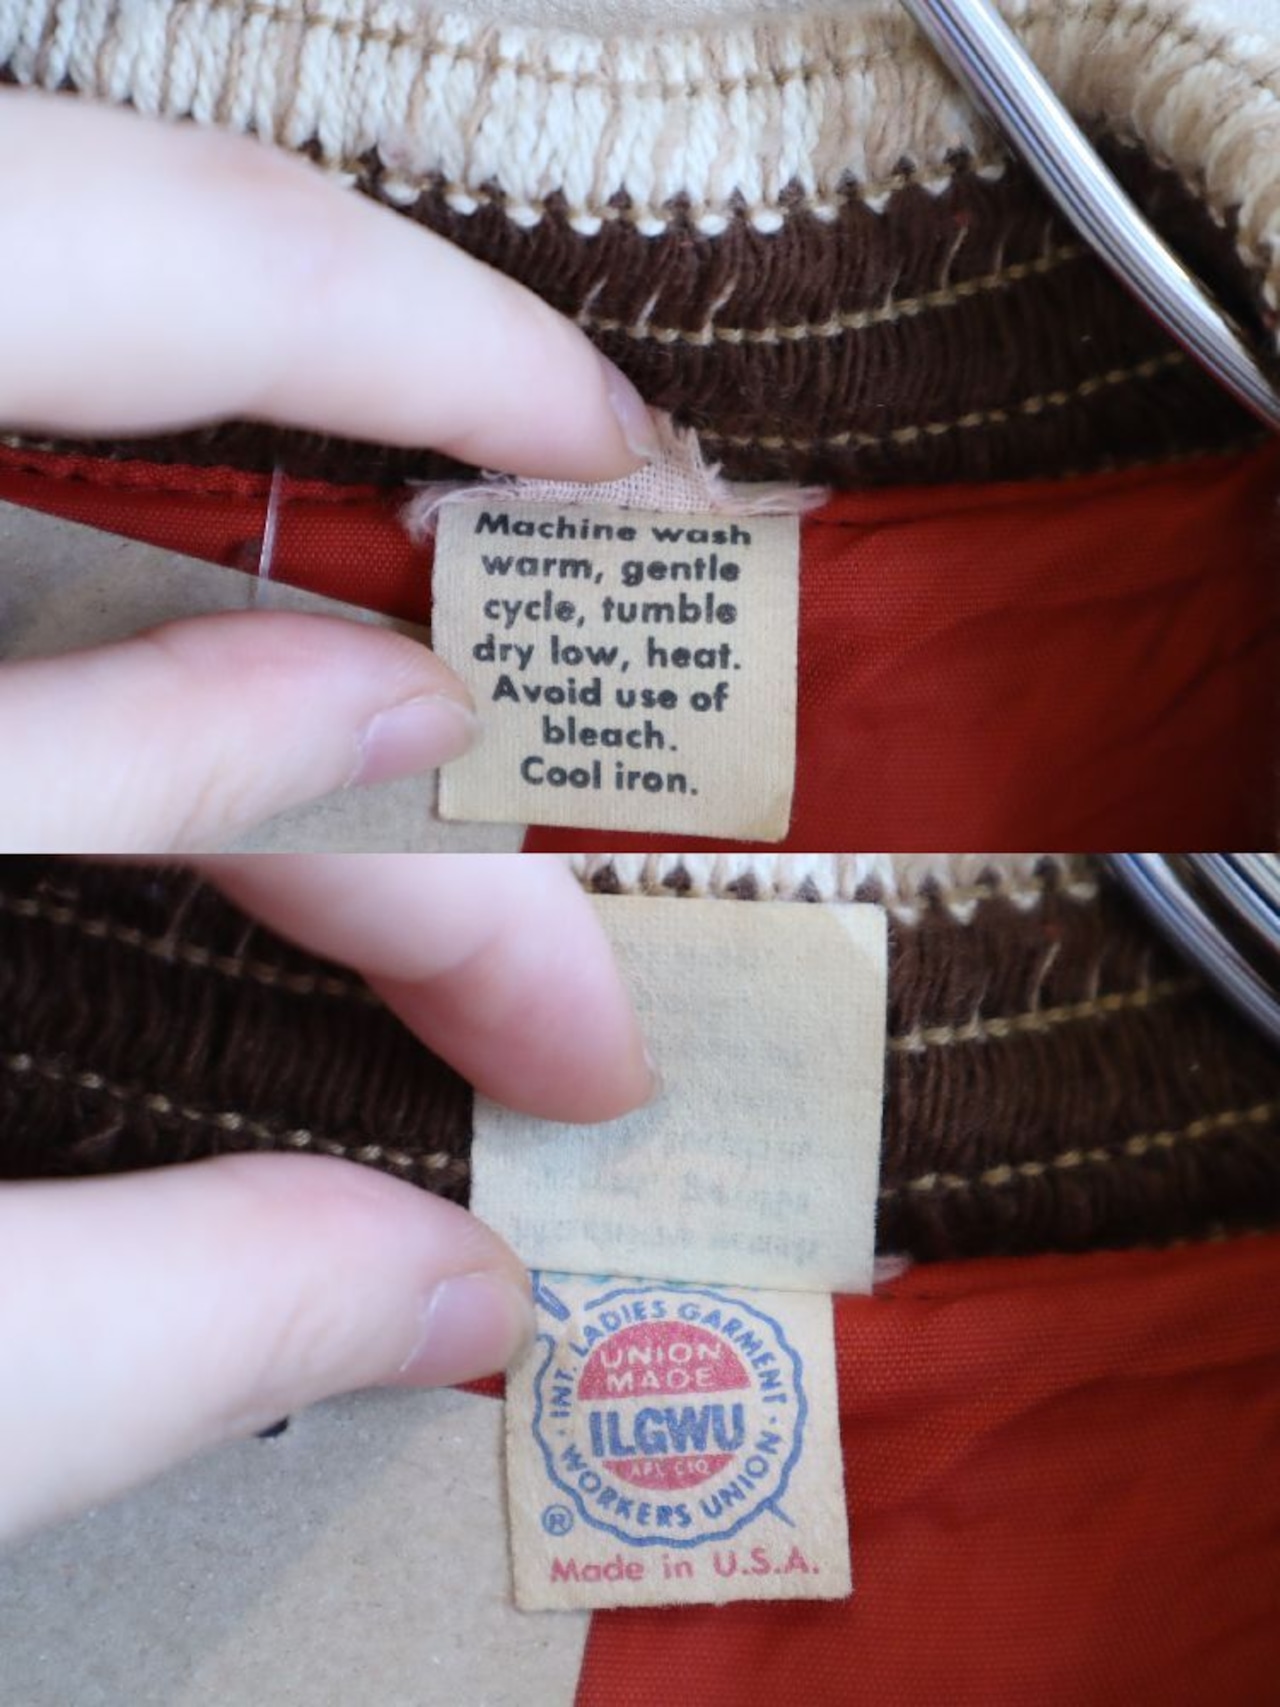 Machine wash
warm, gentle
cycle, tumble
dry low, heat.
Avoid use of
bleach.
Cool iron.
INT. LADIES GARMENT
UNION
MADE
ILGWU
AFL CIO
· WORKERS UNION ·
®
Made in U.S.A.